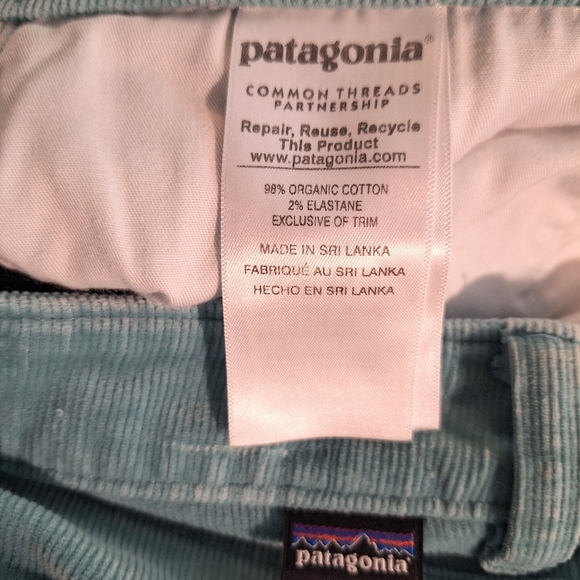 patagonia®
COMMON THREADS
PARTNERSHIP
Repair, Reuse, Recycle
This Product
www.patagonia.com
98% ORGANIC COTTON
2% ELASTANE
EXCLUSIVE OF TRIM
MADE IN SRI LANKA
FABRIQUÉ AU SRI LANKA
HECHO EN SRI LANKA
patagonia